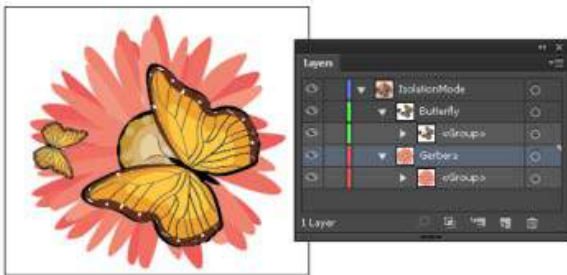 Layers
IsolationMode
Butterfly
<Group>
Gerbera
<Group>
1 Layer